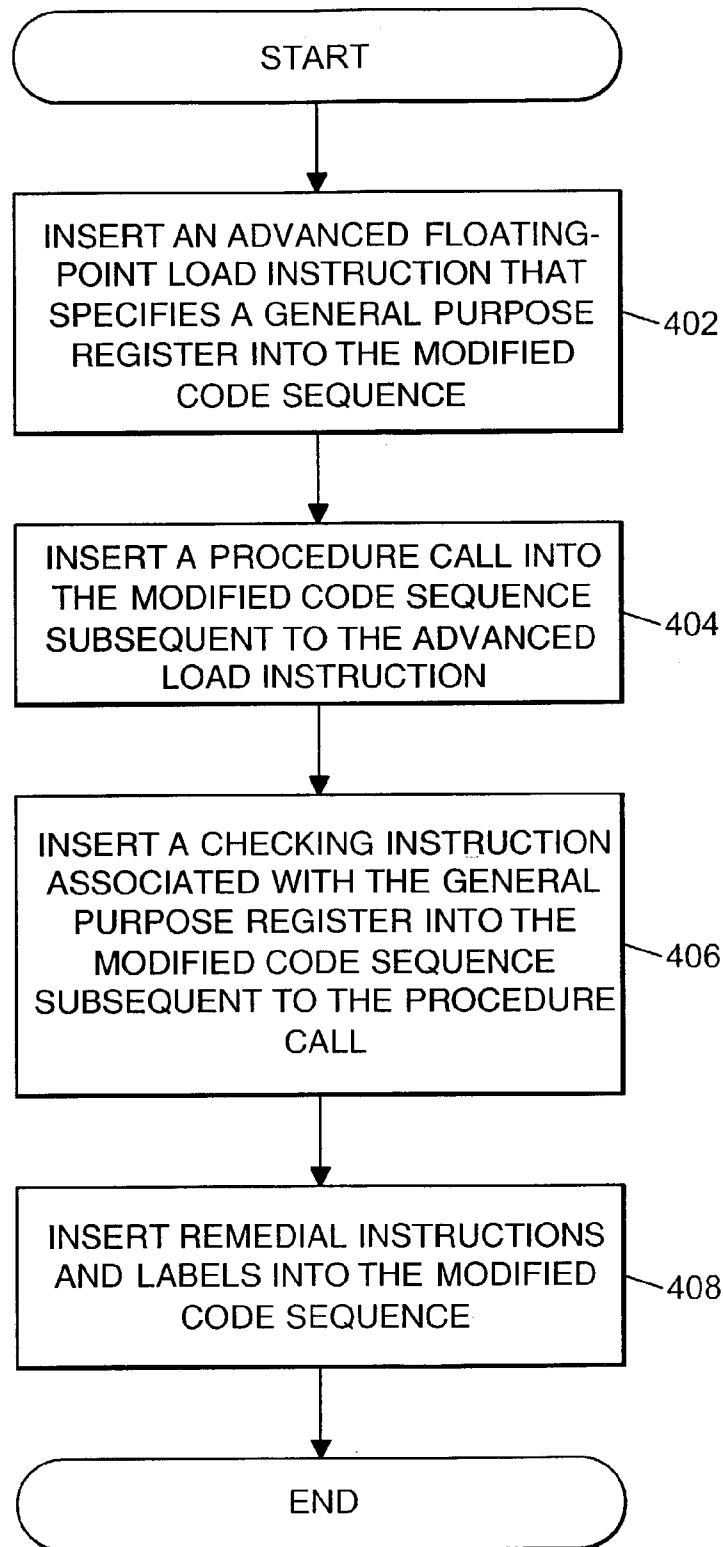 START
INSERT AN ADVANCED FLOATING-
POINT LOAD INSTRUCTION THAT
SPECIFIES A GENERAL PURPOSE
REGISTER INTO THE MODIFIED
CODE SEQUENCE
402
INSERT A PROCEDURE CALL INTO
THE MODIFIED CODE SEQUENCE
SUBSEQUENT TO THE ADVANCED
LOAD INSTRUCTION
404
INSERT A CHECKING INSTRUCTION
ASSOCIATED WITH THE GENERAL
PURPOSE REGISTER INTO THE
MODIFIED CODE SEQUENCE
SUBSEQUENT TO THE PROCEDURE
CALL
406
INSERT REMEDIAL INSTRUCTIONS
AND LABELS INTO THE MODIFIED
CODE SEQUENCE
408
END